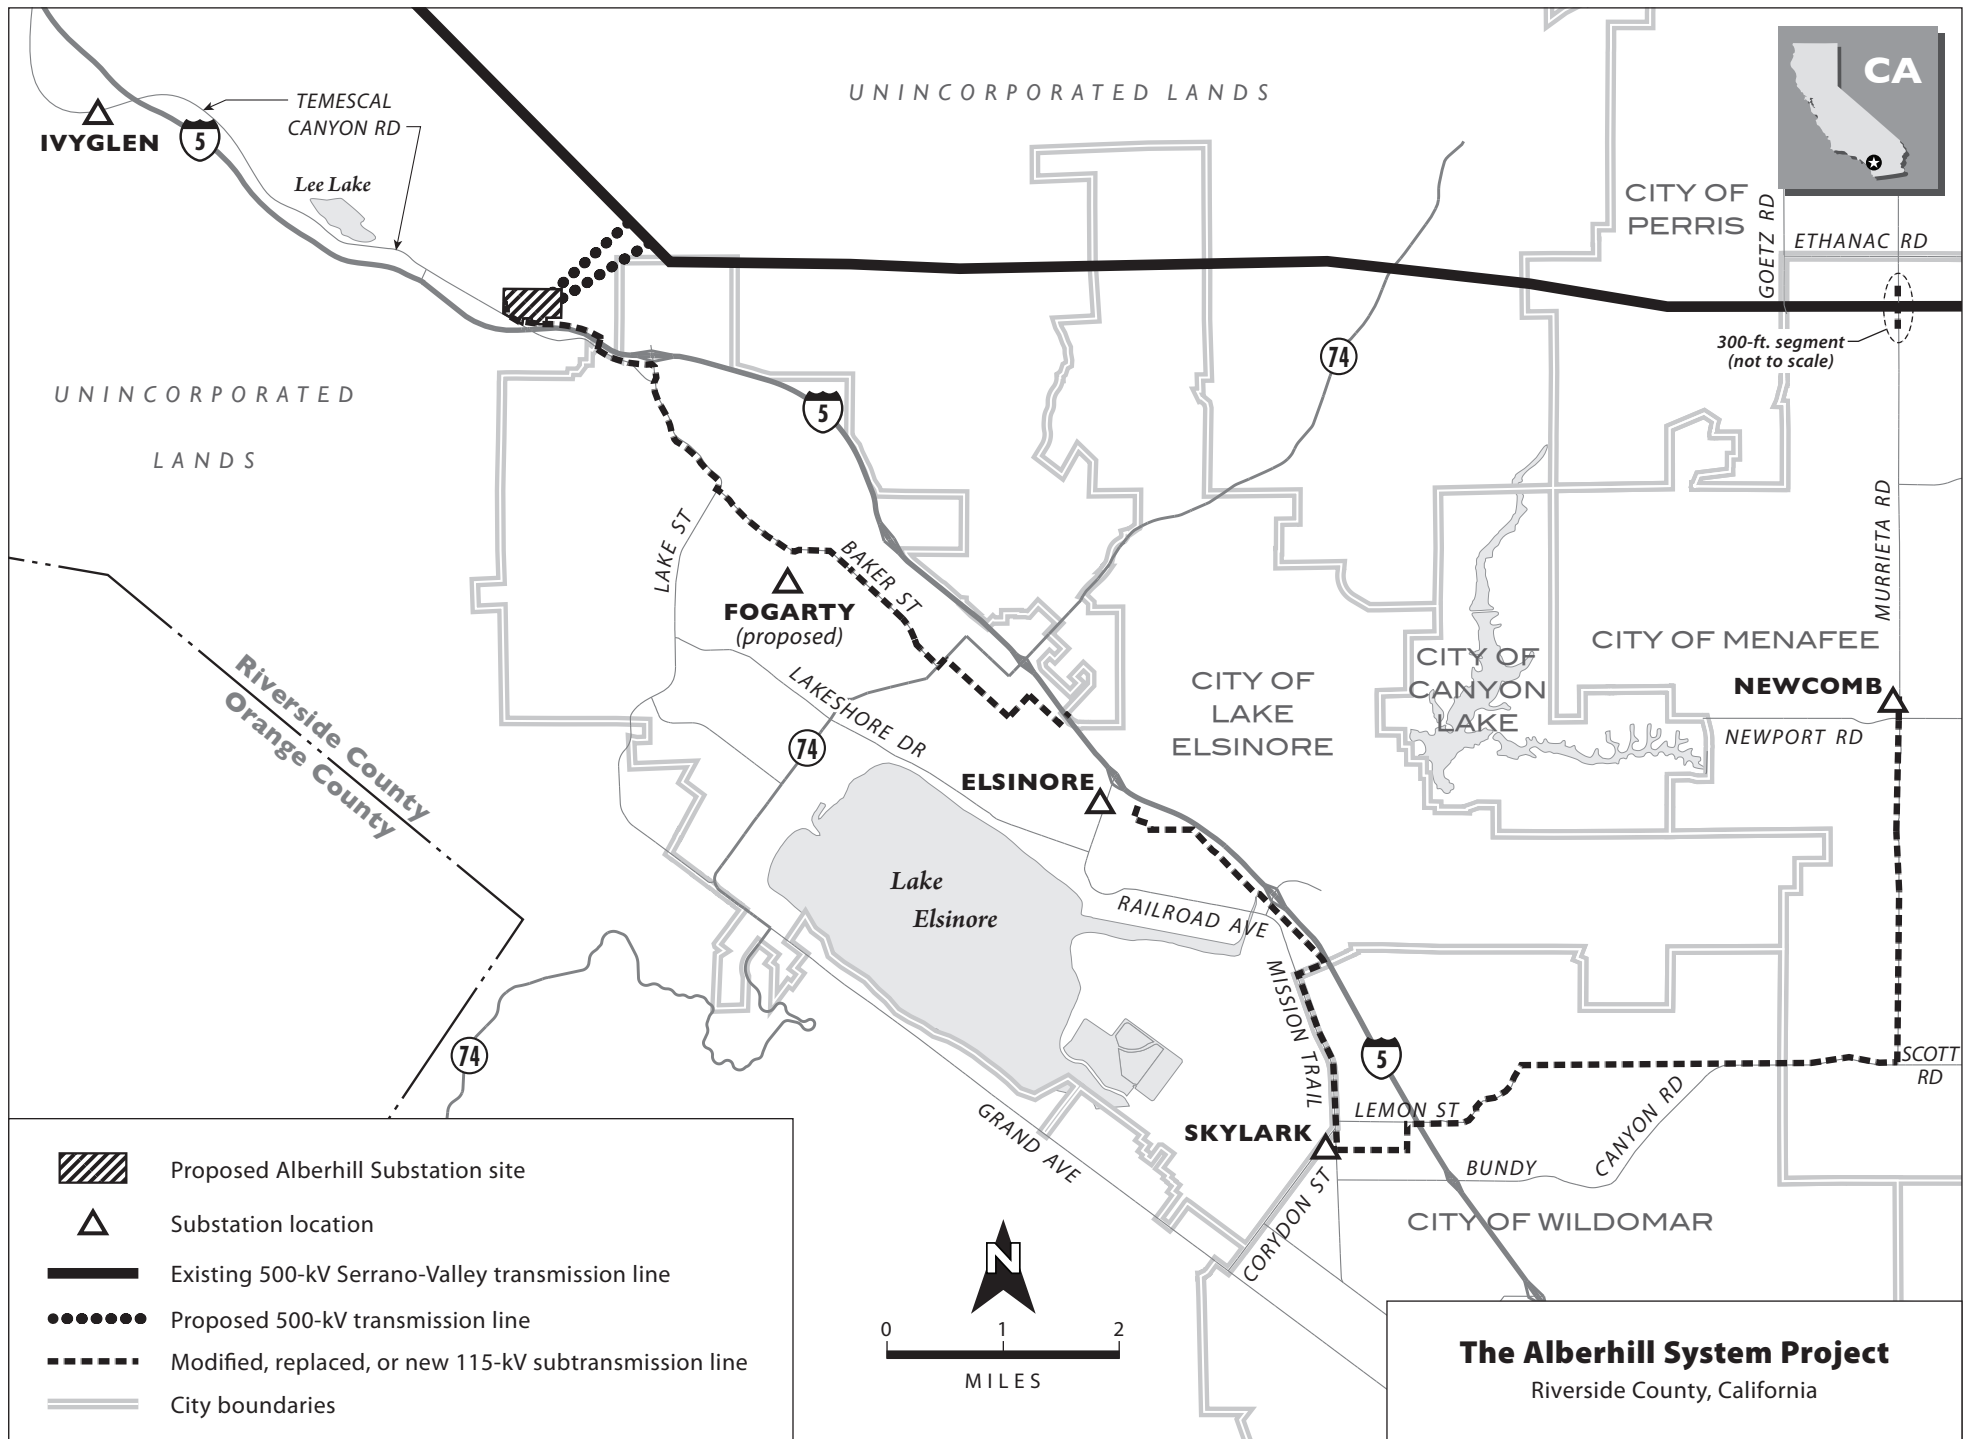 UNINCORPORATED LANDS
CA
TEMESCAL
CANYON RD
IVYGLEN
5
Lee Lake
CITY OF
PERRIS
GOETZ RD
ETHANAC RD
300-ft. segment
(not to scale)
74
UNINCORPORATED
LANDS
5
LAKE ST
BAKER ST
MURRIETA RD
FOGARTY
(proposed)
CITY OF MENAFEE
CITY OF
CANYON
LAKE
NEWCOMB
NEWPORT RD
Riverside County
Orange County
LAKESHORE DR
74
CITY OF
LAKE
ELSINORE
ELSINORE
Lake
Elsinore
RAILROAD AVE
MISSION TRAIL
74
5
SCOTT
RD
LEMON ST
CANYON RD
SKYLARK
GRAND AVE
BUNDY
CORYDON ST
CITY OF WILDOMAR
Proposed Alberhill Substation site
Substation location
Existing 500-kV Serrano-Valley transmission line
Proposed 500-kV transmission line
Modified, replaced, or new 115-kV subtransmission line
City boundaries
N
0 1 2
MILES
The Alberhill System Project
Riverside County, California